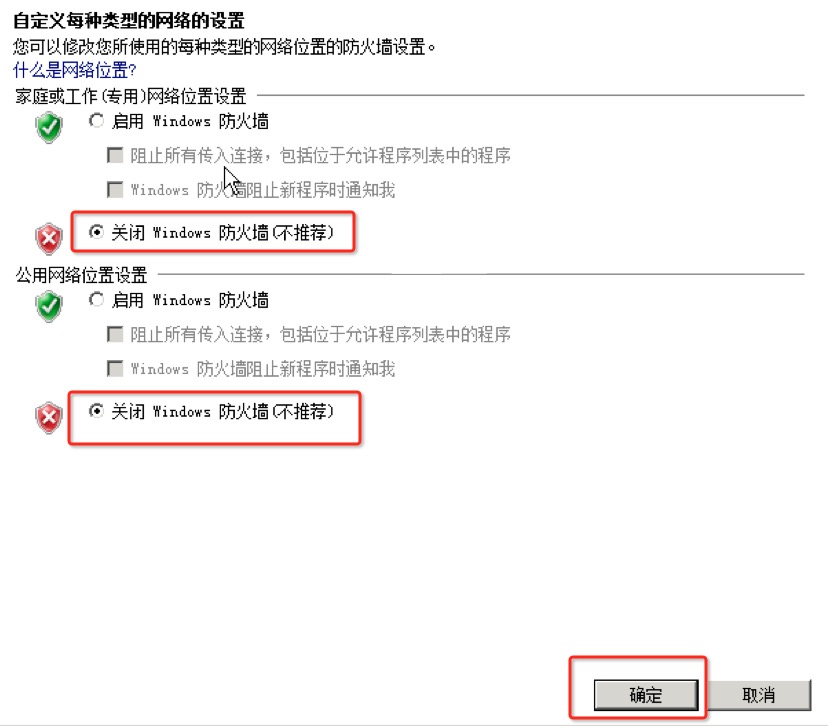 自定义每种类型的网络的设置
您可以修改您所使用的每种类型的网络位置的防火墙设置。
什么是网络位置?
家庭或工作(专用)网络位置设置
启用 Windows 防火墙
阻止所有传入连接，包括位于允许程序列表中的程序
Windows 防火墙阻止新程序时通知我
关闭 Windows 防火墙(不推荐)
公用网络位置设置
启用 Windows 防火墙
阻止所有传入连接，包括位于允许程序列表中的程序
Windows 防火墙阻止新程序时通知我
关闭 Windows 防火墙(不推荐)
确定 取消